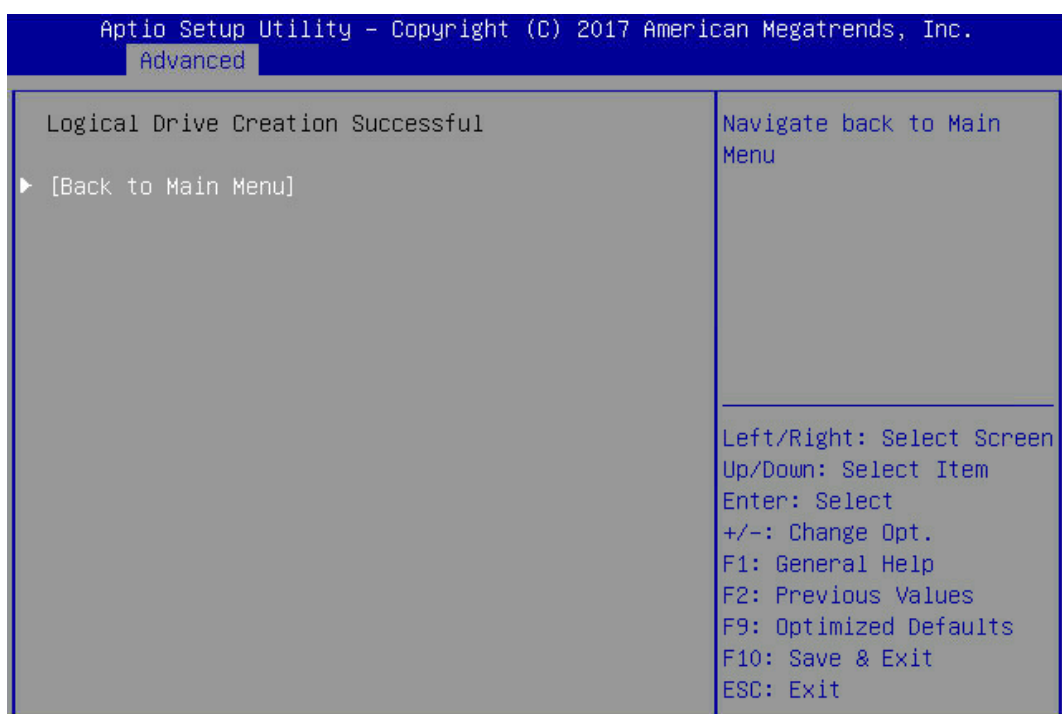 Aptio Setup Utility – Copyright (C) 2017 American Megatrends, Inc.
Advanced
Logical Drive Creation Successful
[Back to Main Menu]
Navigate back to Main
Menu
Left/Right: Select Screen
Up/Down: Select Item
Enter: Select
+/-: Change Opt.
F1: General Help
F2: Previous Values
F9: Optimized Defaults
F10: Save & Exit
ESC: Exit